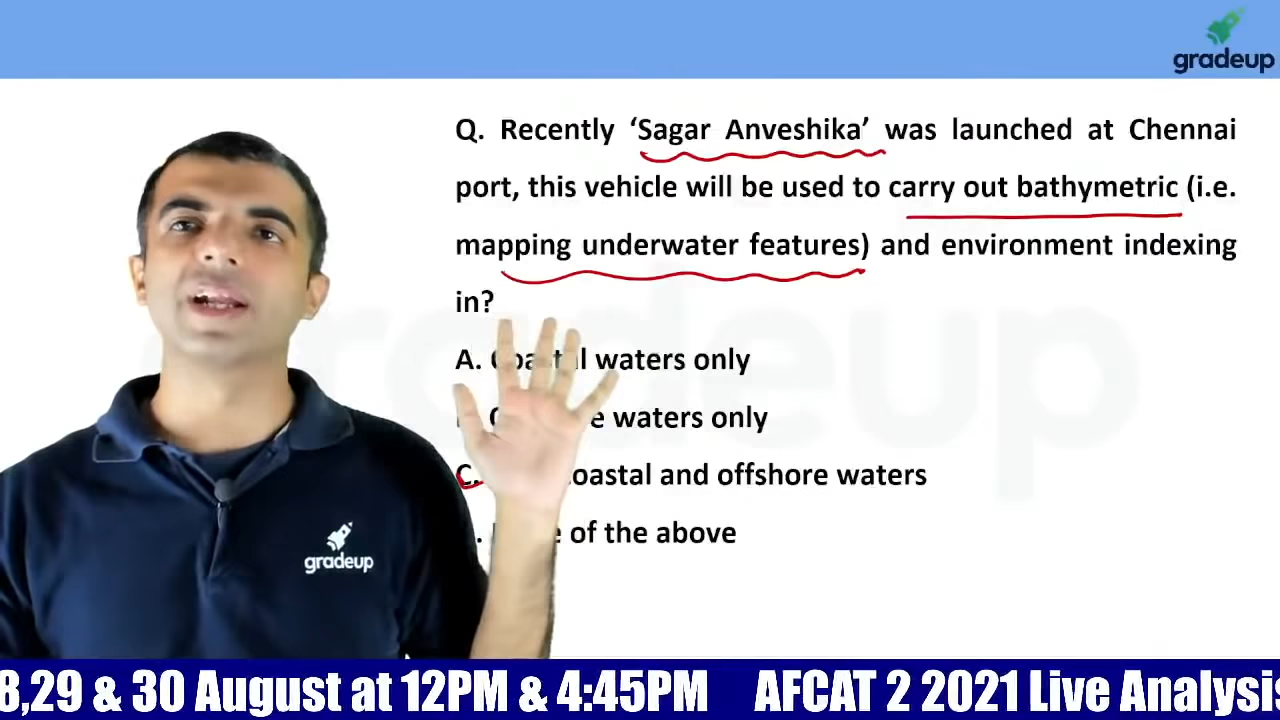 gradeup
Q. Recently ‘Sagar Anveshika’ was launched at Chennai
port, this vehicle will be used to carry out bathymetric (i.e.
mapping underwater features) and environment indexing
in?
A. Coastal waters only
waters only
C. coastal and offshore waters
of the above
gradeup
8,29 & 30 August at 12PM & 4:45PM AFCAT 2 2021 Live Analysis